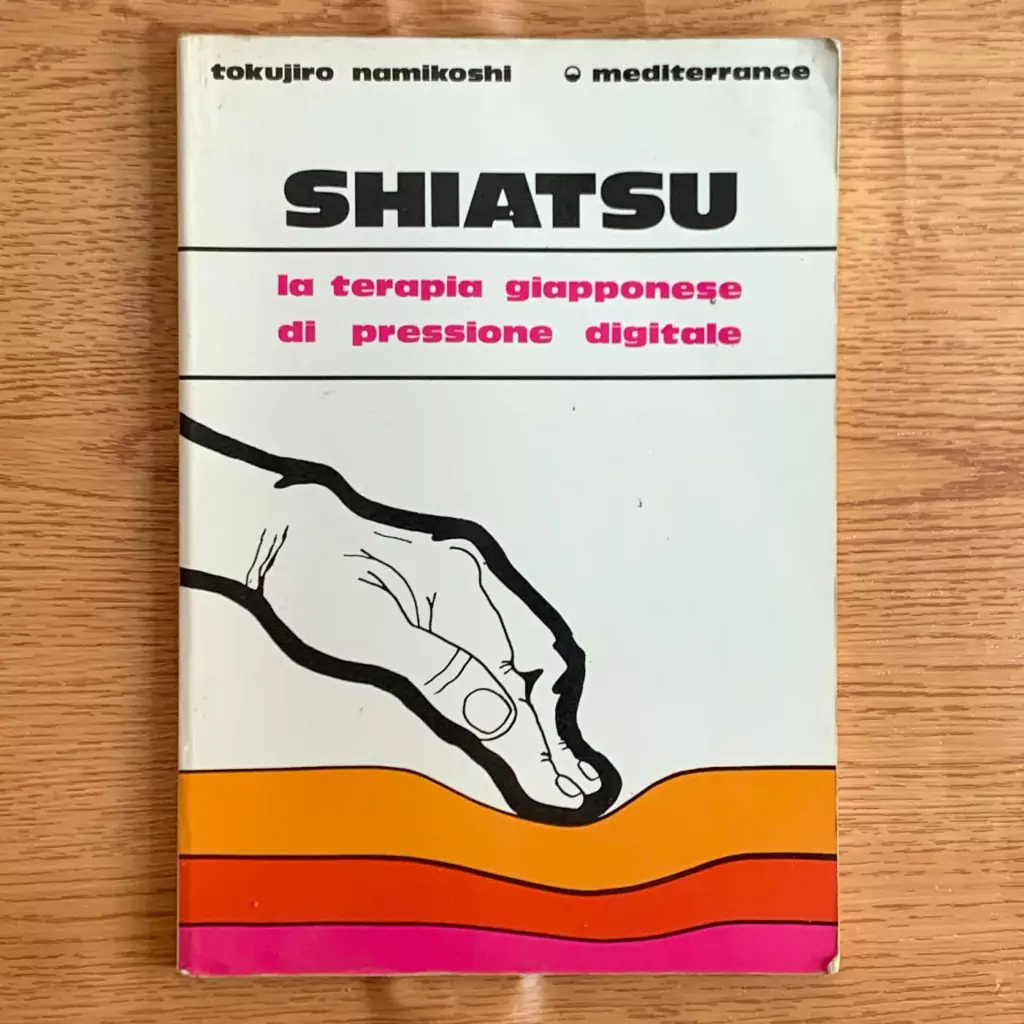 tokujiro namikoshi mediterranee
SHIATSU
la terapia giapponese
di pressione digitale